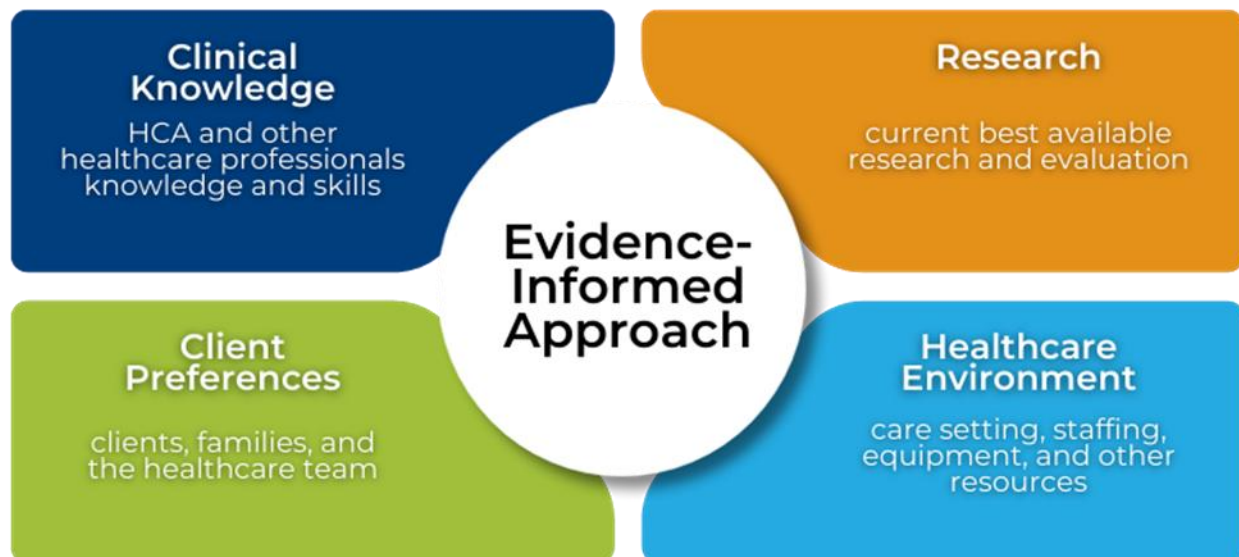 Clinical
Knowledge
HCA and other
healthcare professionals
knowledge and skills
Research
current best available
research and evaluation
Evidence-
Informed
Approach
Client
Preferences
clients, families, and
the healthcare team
Healthcare
Environment
care setting, staffing,
equipment, and other
resources